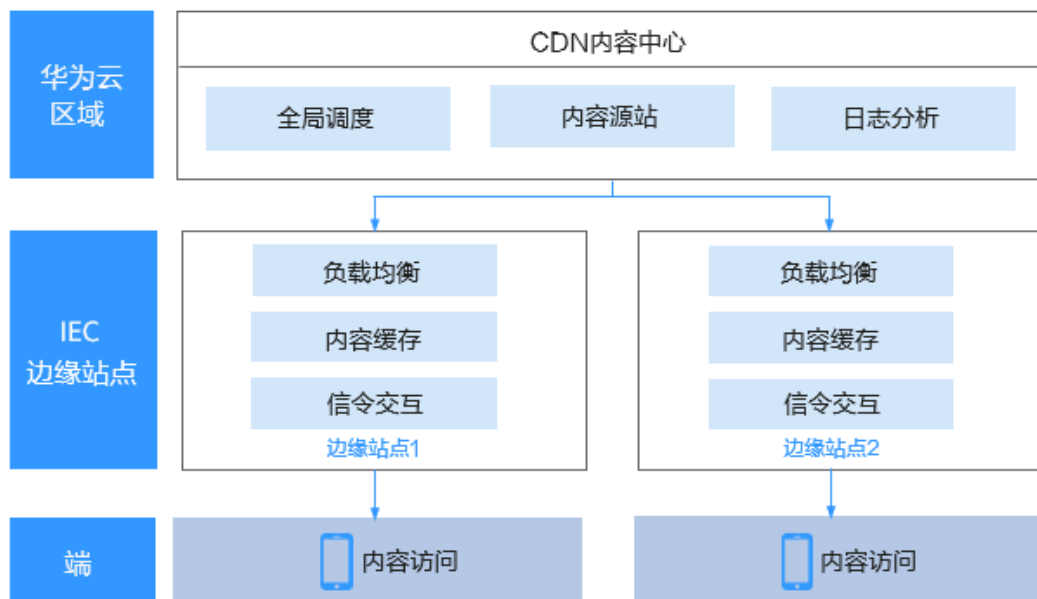 华为云
区域
CDN内容中心
全局调度
内容源站
日志分析
IEC
边缘站点
负载均衡
内容缓存
信令交互
边缘站点1
负载均衡
内容缓存
信令交互
边缘站点2
端
内容访问
内容访问